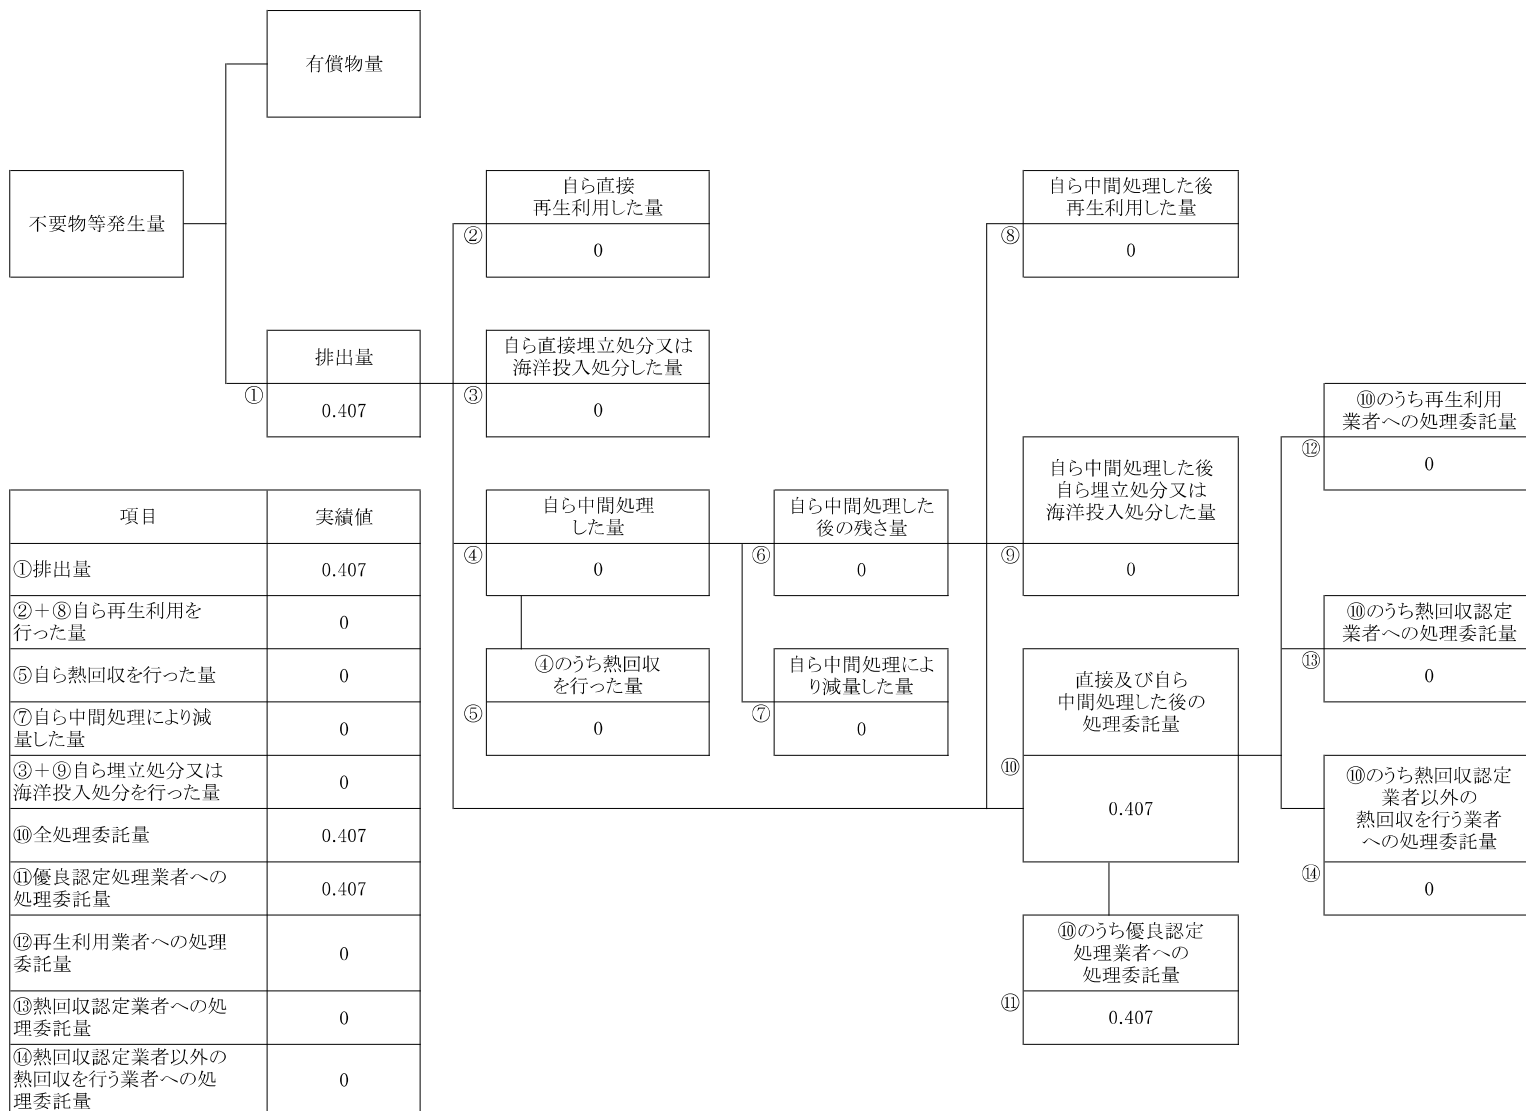 有償物量
不要物等発生量
自ら直接
再生利用した量
②
0
自ら中間処理した後
再生利用した量
⑧
0
排出量
①
0.407
自ら直接埋立処分又は
海洋投入処分した量
③
0
⑩のうち再生利用
業者への処理委託量
⑫
0
自ら中間処理
した量
④
0
自ら中間処理した
後の残さ量
⑥
0
自ら中間処理した後
自ら埋立処分又は
海洋投入処分した量
⑨
0
⑩のうち熱回収認定
業者への処理委託量
⑬
0
④のうち熱回収
を行った量
⑤
0
自ら中間処理によ
り減量した量
⑦
0
直接及び自ら
中間処理した後の
処理委託量
⑩
0.407
⑩のうち熱回収認定
業者以外の
熱回収を行う業者
への処理委託量
⑭
0
⑩のうち優良認定
処理業者への
処理委託量
⑪
0.407
項目 実績値
①排出量 0.407
②+⑧自ら再生利用を
行った量 0
⑤自ら熱回収を行った量 0
⑦自ら中間処理により減
量した量 0
③+⑨自ら埋立処分又は
海洋投入処分を行った量 0
⑩全処理委託量 0.407
⑪優良認定処理業者への
処理委託量 0.407
⑫再生利用業者への処理
委託量 0
⑬熱回収認定業者への処
理委託量 0
⑭熱回収認定業者以外の
熱回収を行う業者への処 0
理委託量